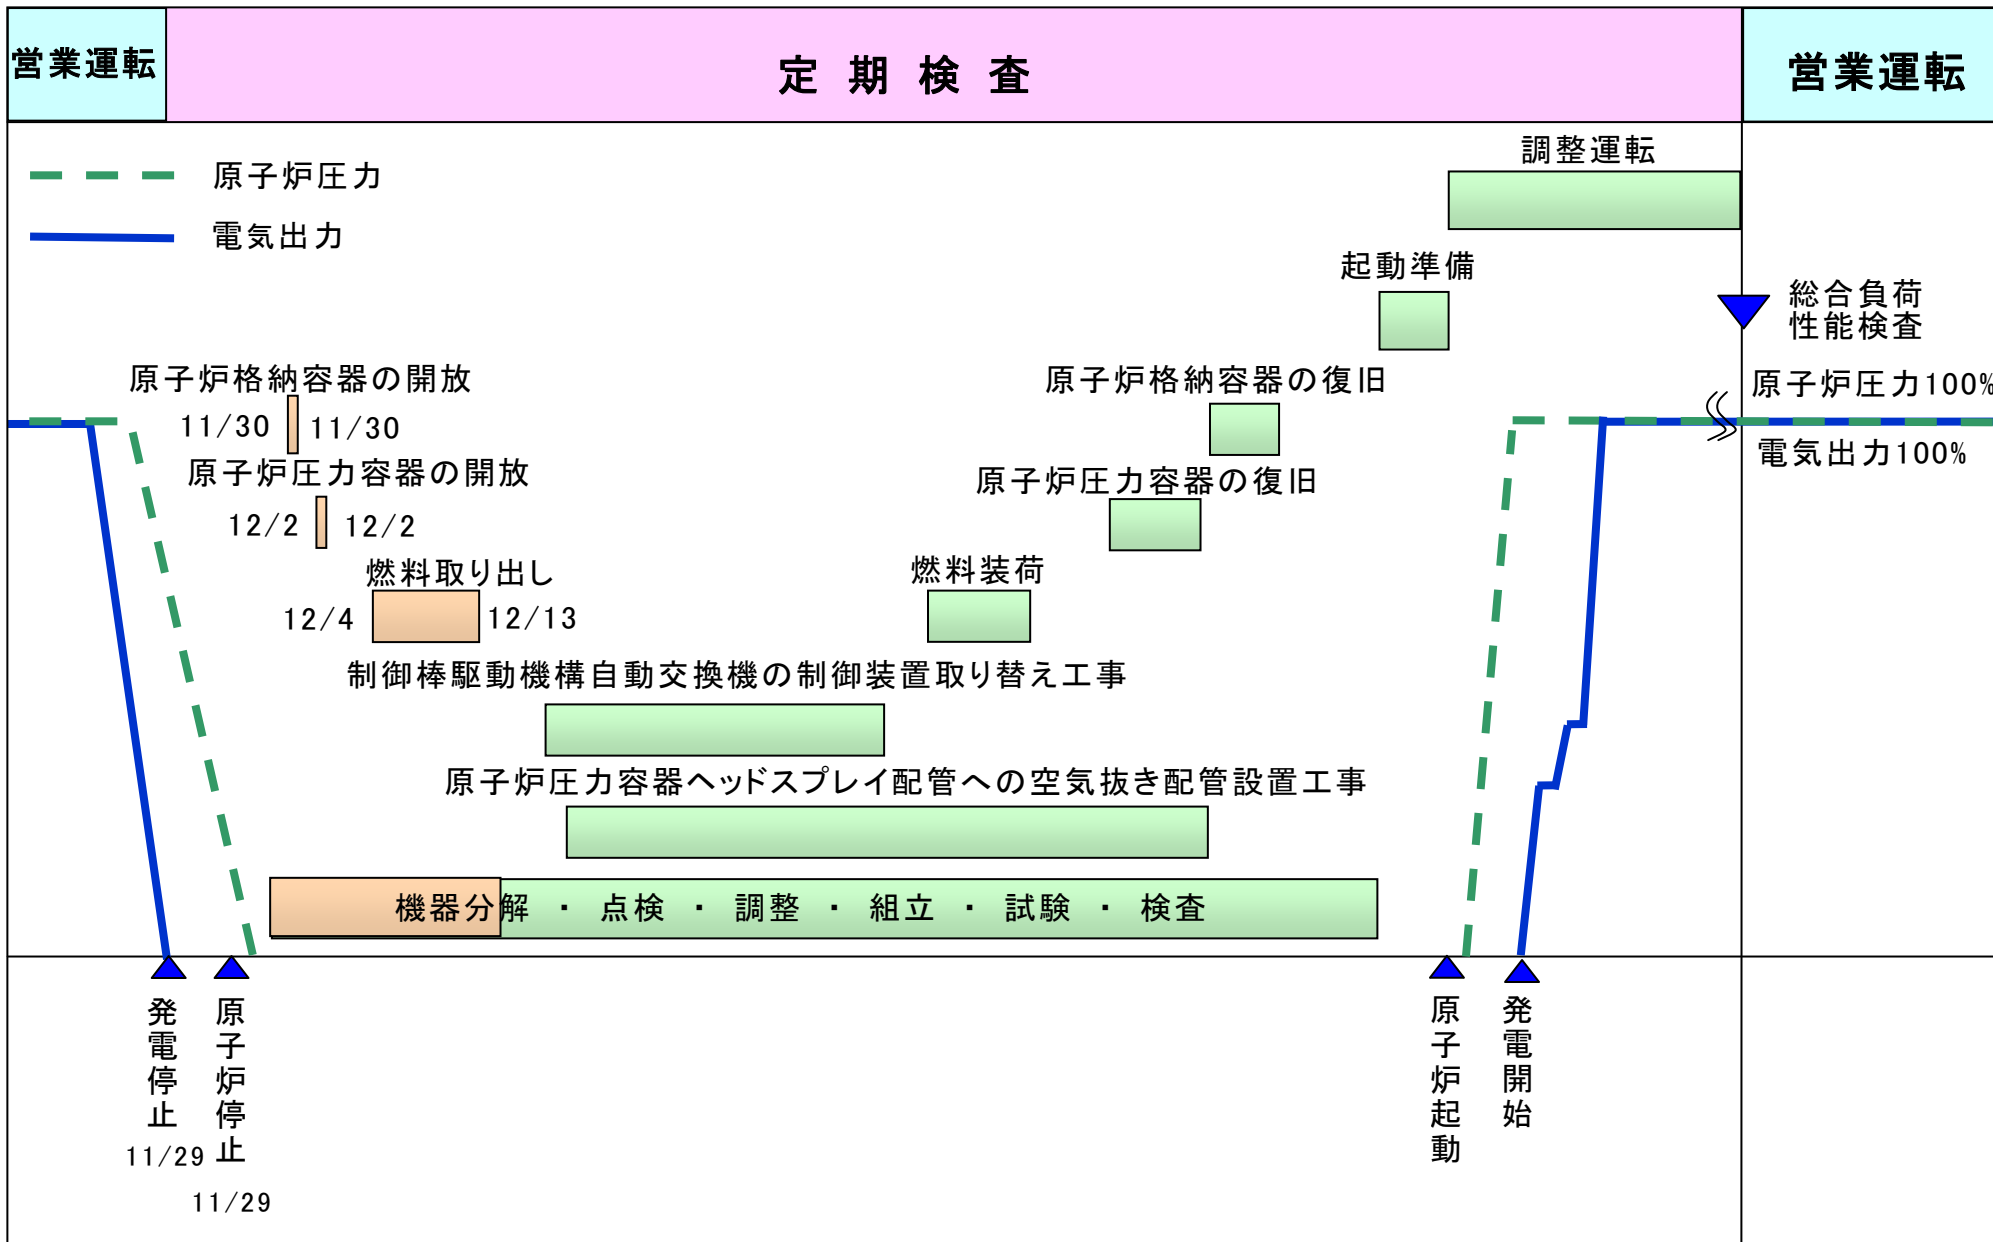 営業運転
定期検査
営業運転
原子炉圧力
電気出力
調整運転
起動準備
総合負荷
性能検査
原子炉格納容器の開放
11/30
11/30
原子炉格納容器の復旧
原子炉圧力100%
電気出力100%
原子炉圧力容器の開放
12/2
12/2
原子炉圧力容器の復旧
燃料取り出し
12/4
12/13
燃料装荷
制御棒駆動機構自動交換機の制御装置取り替え工事
原子炉圧力容器ヘッドスプレイ配管への空気抜き配管設置工事
機器分解 ・ 点検 ・ 調整 ・ 組立 ・ 試験 ・ 検査
発電停止
11/29
原子炉停止
11/29
原子炉起動
発電開始